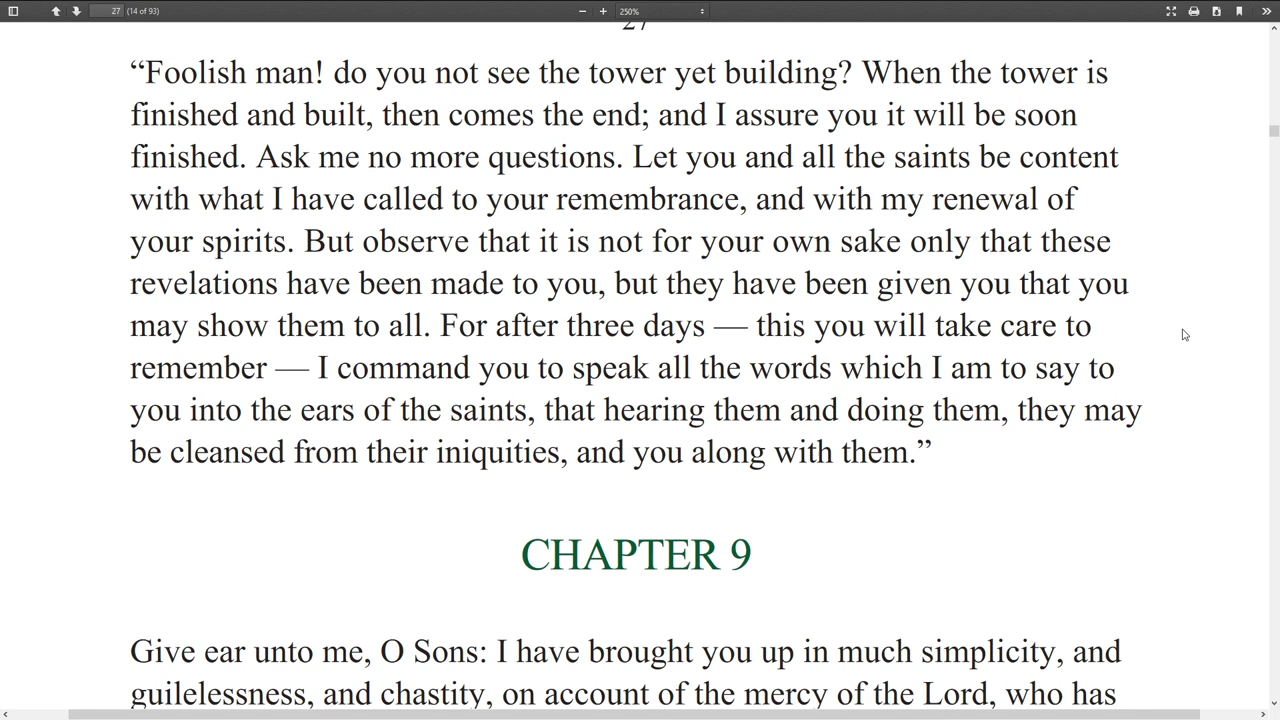 27 (14 of 93) 250%
27
“Foolish man! do you not see the tower yet building? When the tower is
finished and built, then comes the end; and I assure you it will be soon
finished. Ask me no more questions. Let you and all the saints be content
with what I have called to your remembrance, and with my renewal of
your spirits. But observe that it is not for your own sake only that these
revelations have been made to you, but they have been given you that you
may show them to all. For after three days — this you will take care to
remember — I command you to speak all the words which I am to say to
you into the ears of the saints, that hearing them and doing them, they may
be cleansed from their iniquities, and you along with them.”
CHAPTER 9
Give ear unto me, O Sons: I have brought you up in much simplicity, and
guilelessness, and chastity, on account of the mercy of the Lord, who has